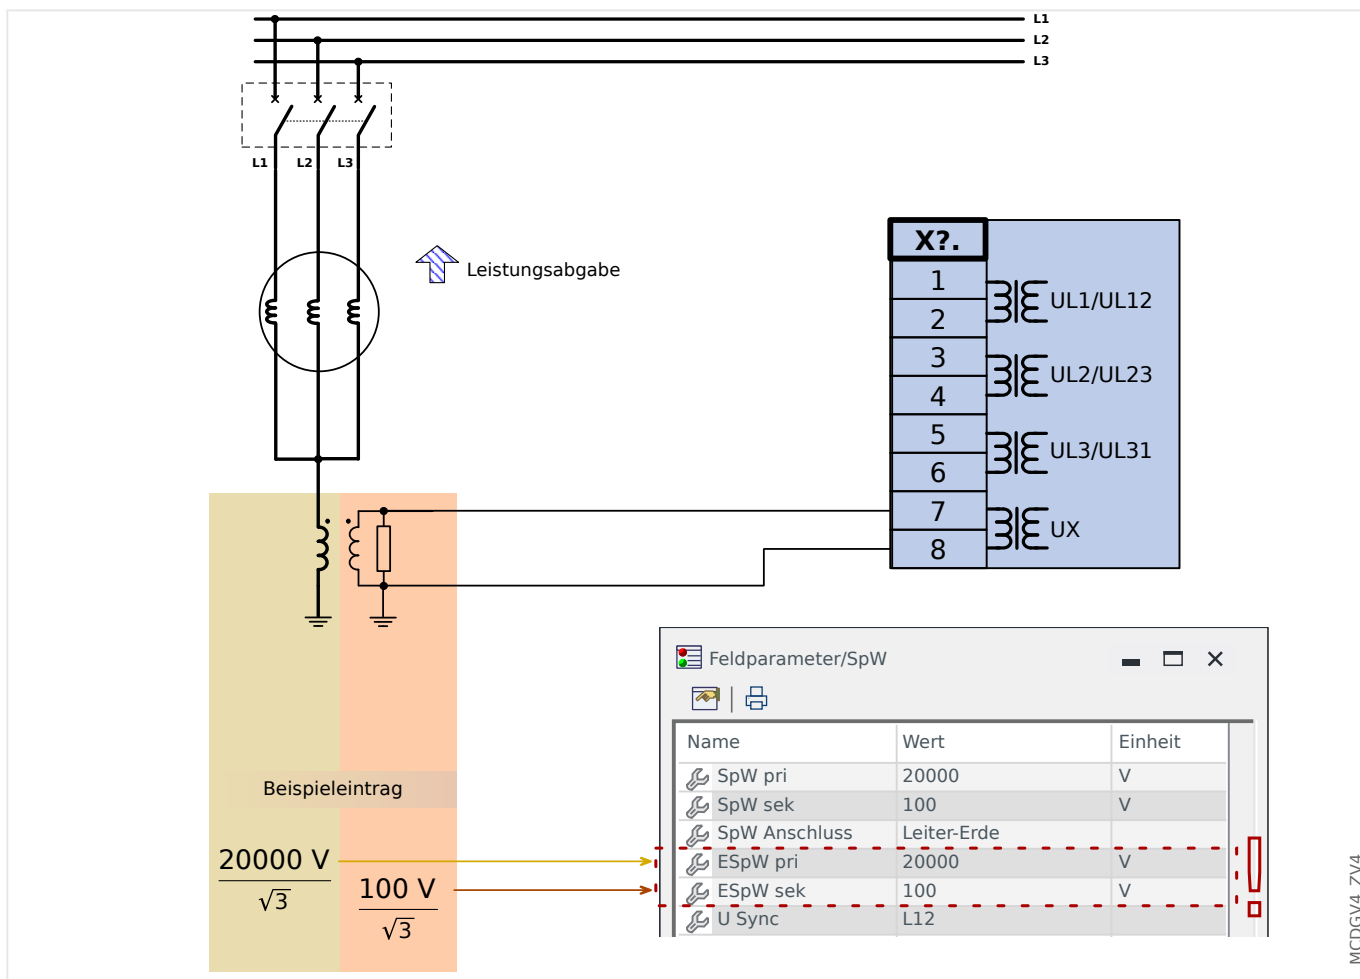 L1
L2
L3
L1 L2 L3
Leistungsabgabe
X?.
1
2
3
4
5
6
7
8
UL1/UL12
UL2/UL23
UL3/UL31
UX
Feldparameter/SpW
Name Wert Einheit
SpW pri 20000 V
SpW sek 100 V
SpW Anschluss Leiter-Erde
ESpW pri 20000 V
ESpW sek 100 V
U Sync L12
Beispieleintrag
20000 V
√3
100 V
√3
MCDGV4_ZV4